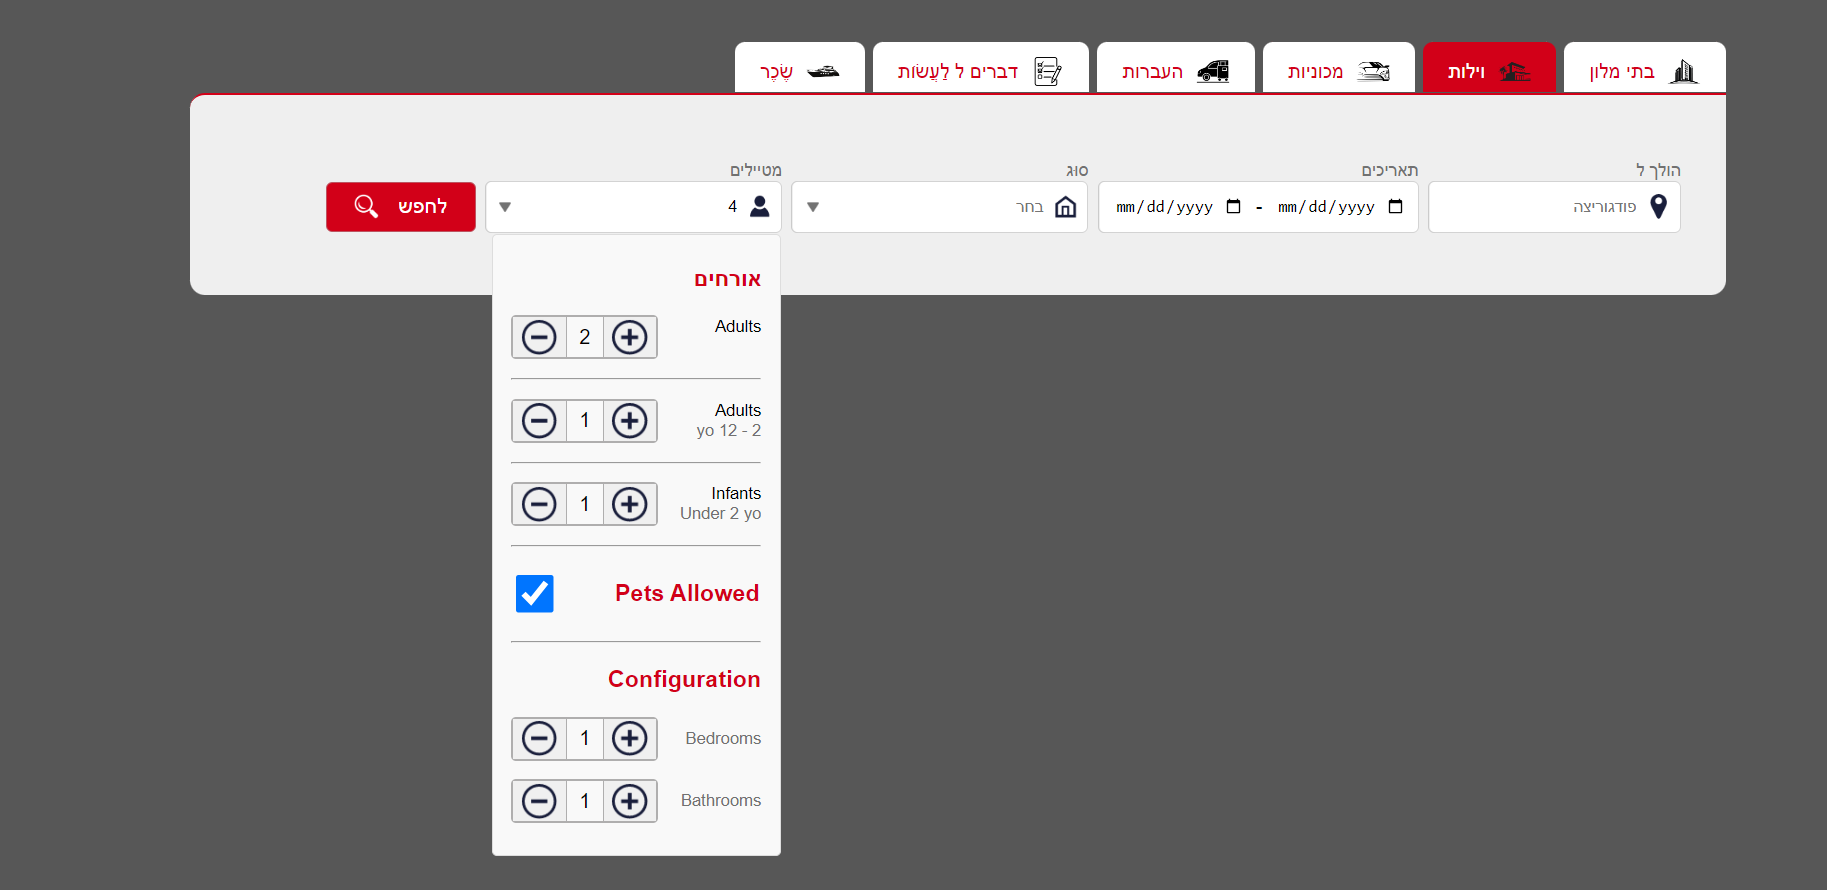 בתי מלון
וילות
מכוניות
העברות
דברים ל לַעֲשׂוֹת
שֶׂכֶר
הולך ל
תאריכים
סוג
מטיילים
פודגוריצה
mm/dd/yyyy - mm/dd/yyyy
בחר
4
לחפש
אורחים
Adults
2
Adults
yo 12 - 2
1
Infants
Under 2 yo
1
Pets Allowed
Configuration
Bedrooms
1
Bathrooms
1